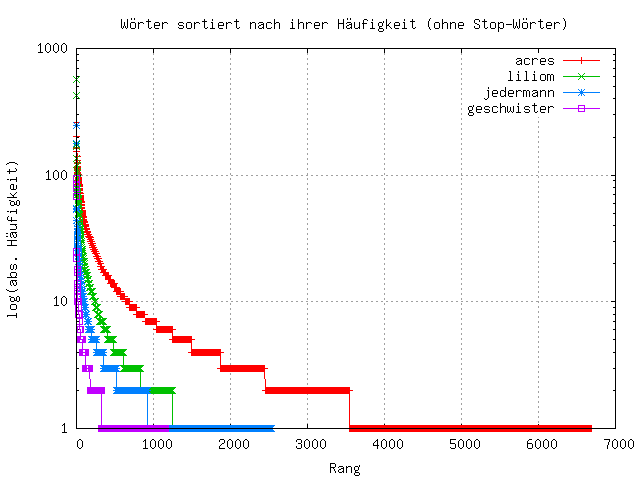 Wörter sortiert nach ihrer Häufigkeit (ohne Stop-Wörter)
1000
acres
liliom
jedermann
geschwister
100
log(abs. Häufigkeit)
10
1
0 1000 2000 3000 4000 5000 6000 7000
Rang